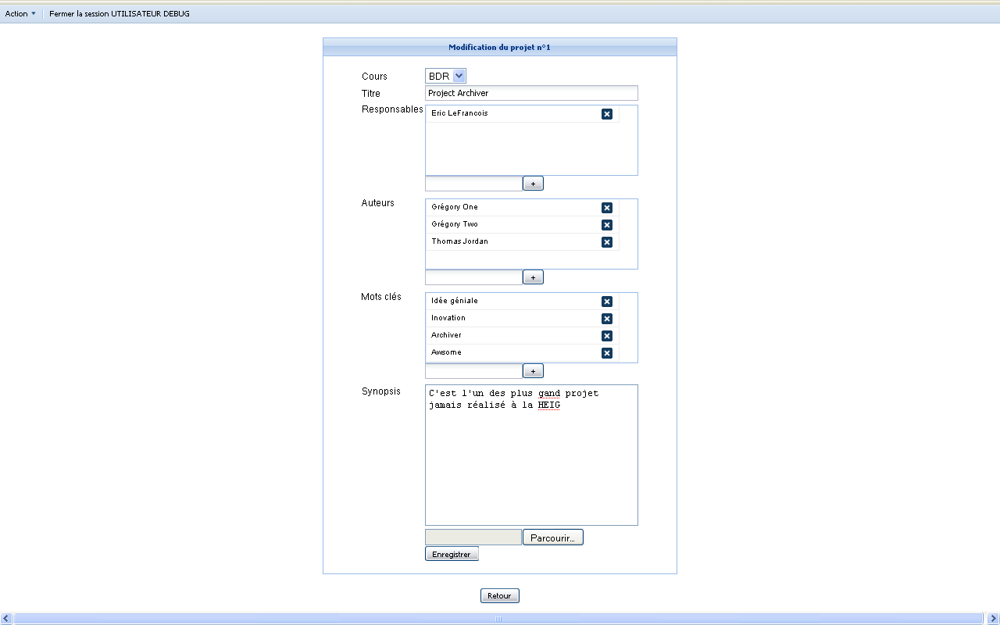 Action
Fermer la session UTILISATEUR DEBUG
Modification du projet n°1
Cours
BDR
Titre
Project Archiver
Responsables
Eric LeFrancois
+
Auteurs
Grégory One
Grégory Two
Thomas Jordan
+
Mots clés
Idée géniale
Inovation
Archiver
Awsome
+
Synopsis
C'est l'un des plus gand projet
jamais réalisé à la HEIG
Parcourir...
Enregistrer
Retour